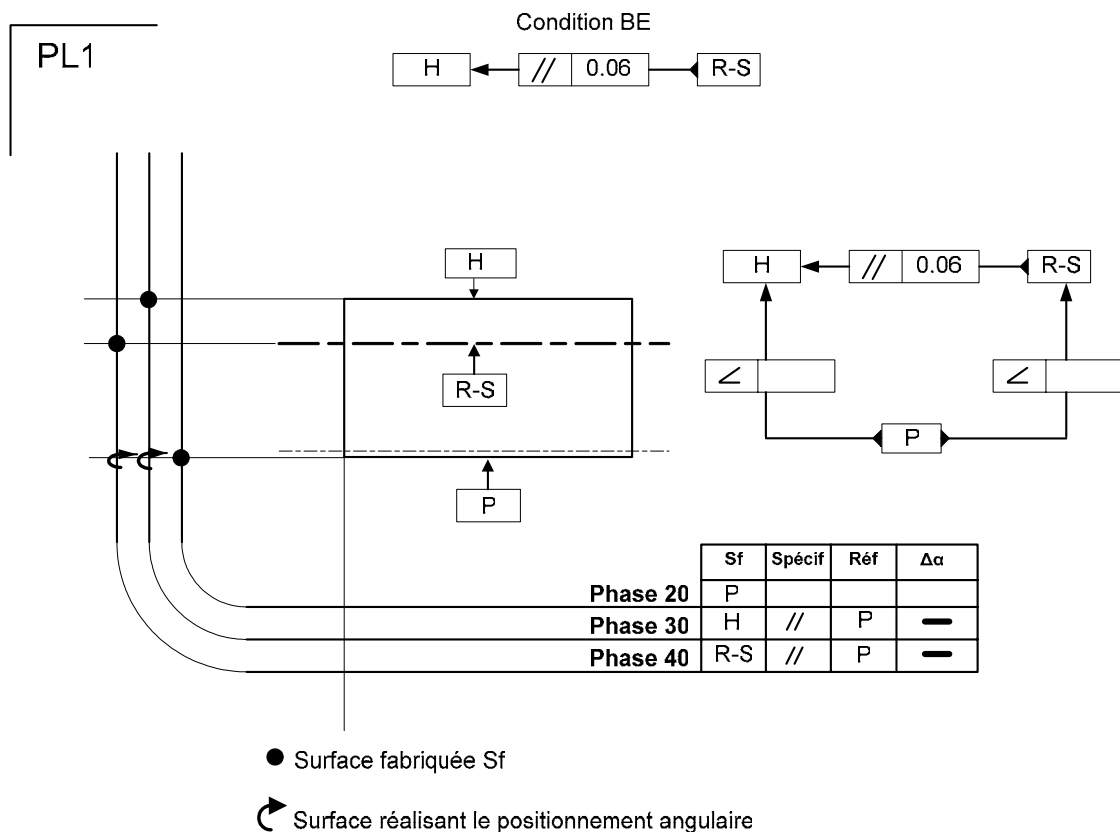 Condition BE
PL1
H // 0.06 R-S
H
H // 0.06 R-S
R-S
∠ ∠
P
P
Sf Spécif Réf Δα
Phase 20 P
Phase 30 H // P —
Phase 40 R-S // P —
Surface fabriquée Sf
Surface réalisant le positionnement angulaire